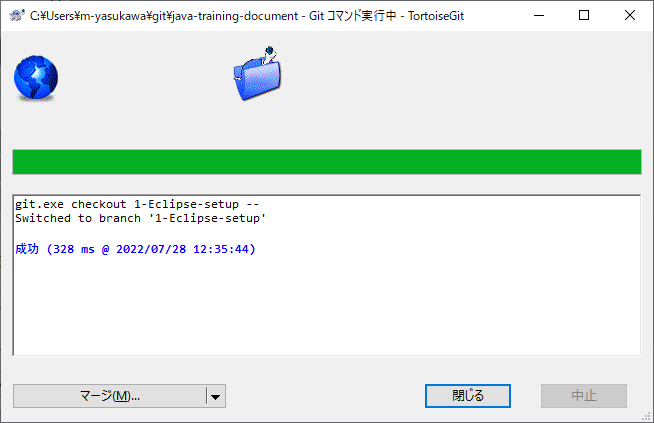 C:¥Users¥m-yasukawa¥git¥java-training-document - Git コマンド実行中 - TortoiseGit
git.exe checkout 1-Eclipse-setup --
Switched to branch '1-Eclipse-setup'
成功 (328 ms @ 2022/07/28 12:35:44)
マージ(M)...
閉じる
中止